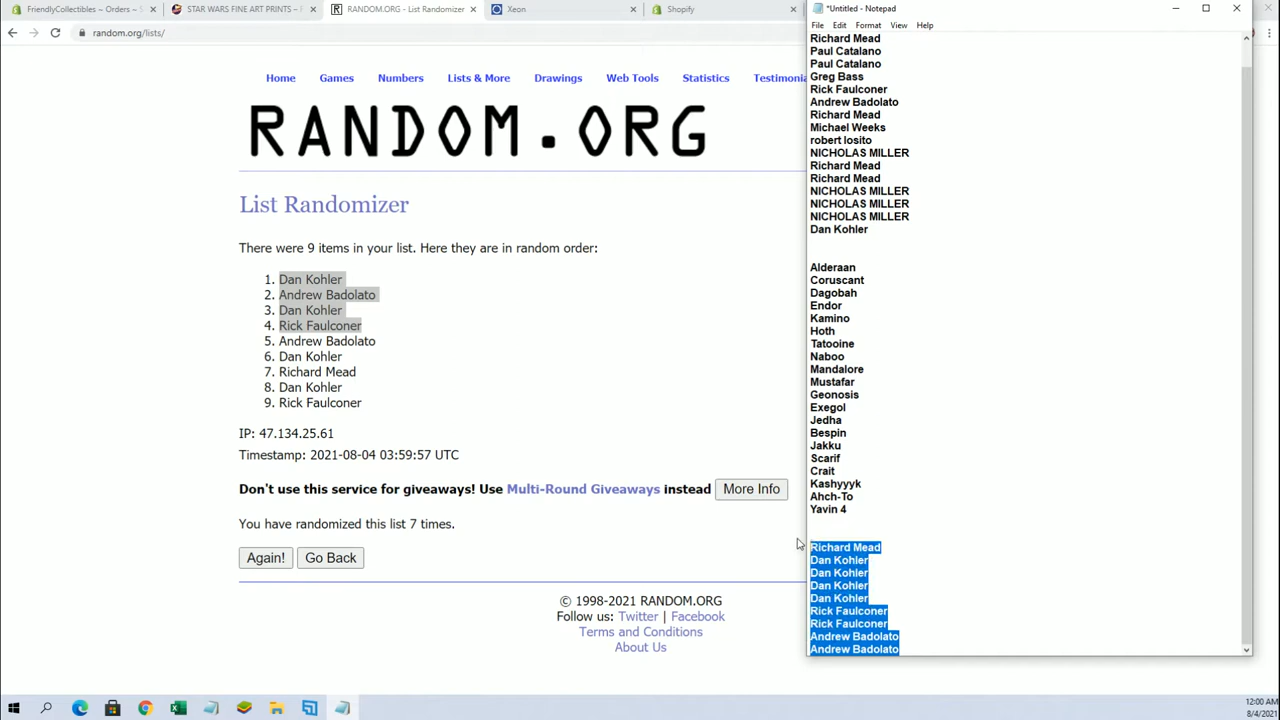 FriendlyCollectibles ~ Orders ~
STAR WARS FINE ART PRINTS – F
RANDOM.ORG - List Randomizer
Xeon
Shopify
random.org/lists/
Home
Games
Numbers
Lists & More
Drawings
Web Tools
Statistics
Testimonia
RANDOM.ORG
List Randomizer
There were 9 items in your list. Here they are in random order:
1. Dan Kohler
2. Andrew Badolato
3. Dan Kohler
4. Rick Faulconer
5. Andrew Badolato
6. Dan Kohler
7. Richard Mead
8. Dan Kohler
9. Rick Faulconer
IP: 47.134.25.61
Timestamp: 2021-08-04 03:59:57 UTC
Don't use this service for giveaways! Use Multi-Round Giveaways instead More Info
You have randomized this list 7 times.
Again! Go Back
© 1998-2021 RANDOM.ORG
Follow us: Twitter | Facebook
Terms and Conditions
About Us
*Untitled - Notepad
File Edit Format View Help
Richard Mead
Paul Catalano
Paul Catalano
Greg Bass
Rick Faulconer
Andrew Badolato
Richard Mead
Michael Weeks
robert losito
NICHOLAS MILLER
Richard Mead
Richard Mead
NICHOLAS MILLER
NICHOLAS MILLER
NICHOLAS MILLER
Dan Kohler
Alderaan
Coruscant
Dagobah
Endor
Kamino
Hoth
Tatooine
Naboo
Mandalore
Mustafar
Geonosis
Exegol
Jedha
Bespin
Jakku
Scarif
Crait
Kashyyyk
Ahch-To
Yavin 4
Richard Mead
Dan Kohler
Dan Kohler
Dan Kohler
Dan Kohler
Rick Faulconer
Rick Faulconer
Andrew Badolato
Andrew Badolato
12:00 AM
8/4/2021